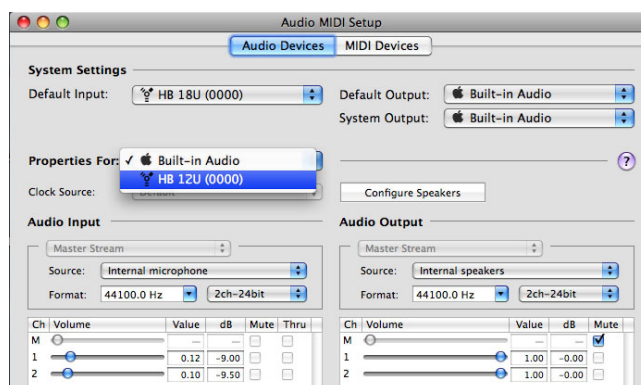 Audio MIDI Setup
Audio Devices MIDI Devices
System Settings
Default Input: HB 18U (0000) Default Output: Built-in Audio
System Output: Built-in Audio
Properties For: ✓ Built-in Audio ?
HB 12U (0000)
Clock Source: Default Configure Speakers
Audio Input Audio Output
Master Stream Master Stream
Source: Internal microphone Source: Internal speakers
Format: 44100.0 Hz 2ch-24bit Format: 44100.0 Hz 2ch-24bit
Ch Volume Value dB Mute Thru Ch Volume Value dB Mute
M — — M — —
1 0.12 -9.00 1 1.00 -0.00
2 0.10 -9.50 2 1.00 -0.00